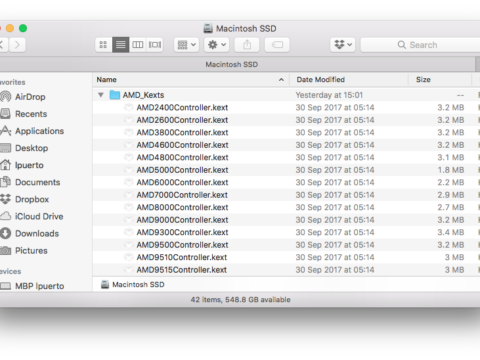 Macintosh SSD
Search
Macintosh SSD
Favorites
AirDrop
Recents
Applications
Desktop
lpuerto
Documents
Dropbox
iCloud Drive
Downloads
Pictures
Devices
MBP lpuerto
Name Date Modified Size
AMD_Kexts Yesterday at 15:01 --
AMD2400Controller.kext 30 Sep 2017 at 05:14 3.2 MB
AMD2600Controller.kext 30 Sep 2017 at 05:14 3.2 MB
AMD3800Controller.kext 30 Sep 2017 at 05:14 3.2 MB
AMD4600Controller.kext 30 Sep 2017 at 05:14 3.2 MB
AMD4800Controller.kext 30 Sep 2017 at 05:14 3.1 MB
AMD5000Controller.kext 30 Sep 2017 at 05:14 1.8 MB
AMD6000Controller.kext 30 Sep 2017 at 05:14 2.2 MB
AMD7000Controller.kext 30 Sep 2017 at 05:14 2.9 MB
AMD8000Controller.kext 30 Sep 2017 at 05:14 2.7 MB
AMD9000Controller.kext 30 Sep 2017 at 05:14 3.2 MB
AMD9300Controller.kext 30 Sep 2017 at 05:14 3.4 MB
AMD9500Controller.kext 30 Sep 2017 at 05:14 3.2 MB
AMD9510Controller.kext 30 Sep 2017 at 05:14 3 MB
AMD9515Controller.kext 30 Sep 2017 at 05:14 3 MB
Macintosh SSD
42 items, 548.8 GB available